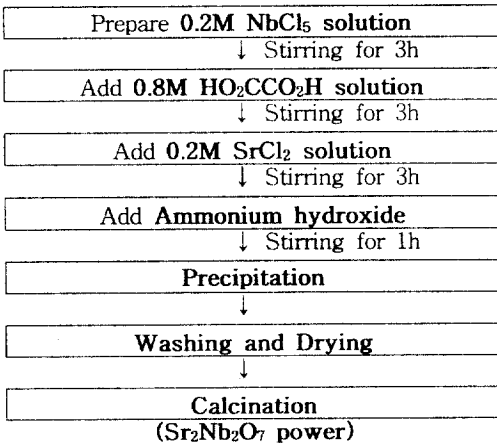 Prepare 0.2M NbCl₅ solution
↓ Stirring for 3h
Add 0.8M HO₂CCO₂H solution
↓ Stirring for 3h
Add 0.2M SrCl₂ solution
↓ Stirring for 3h
Add Ammonium hydroxide
↓ Stirring for 1h
Precipitation
↓
Washing and Drying
↓
Calcination
(Sr₂Nb₂O₇ power)